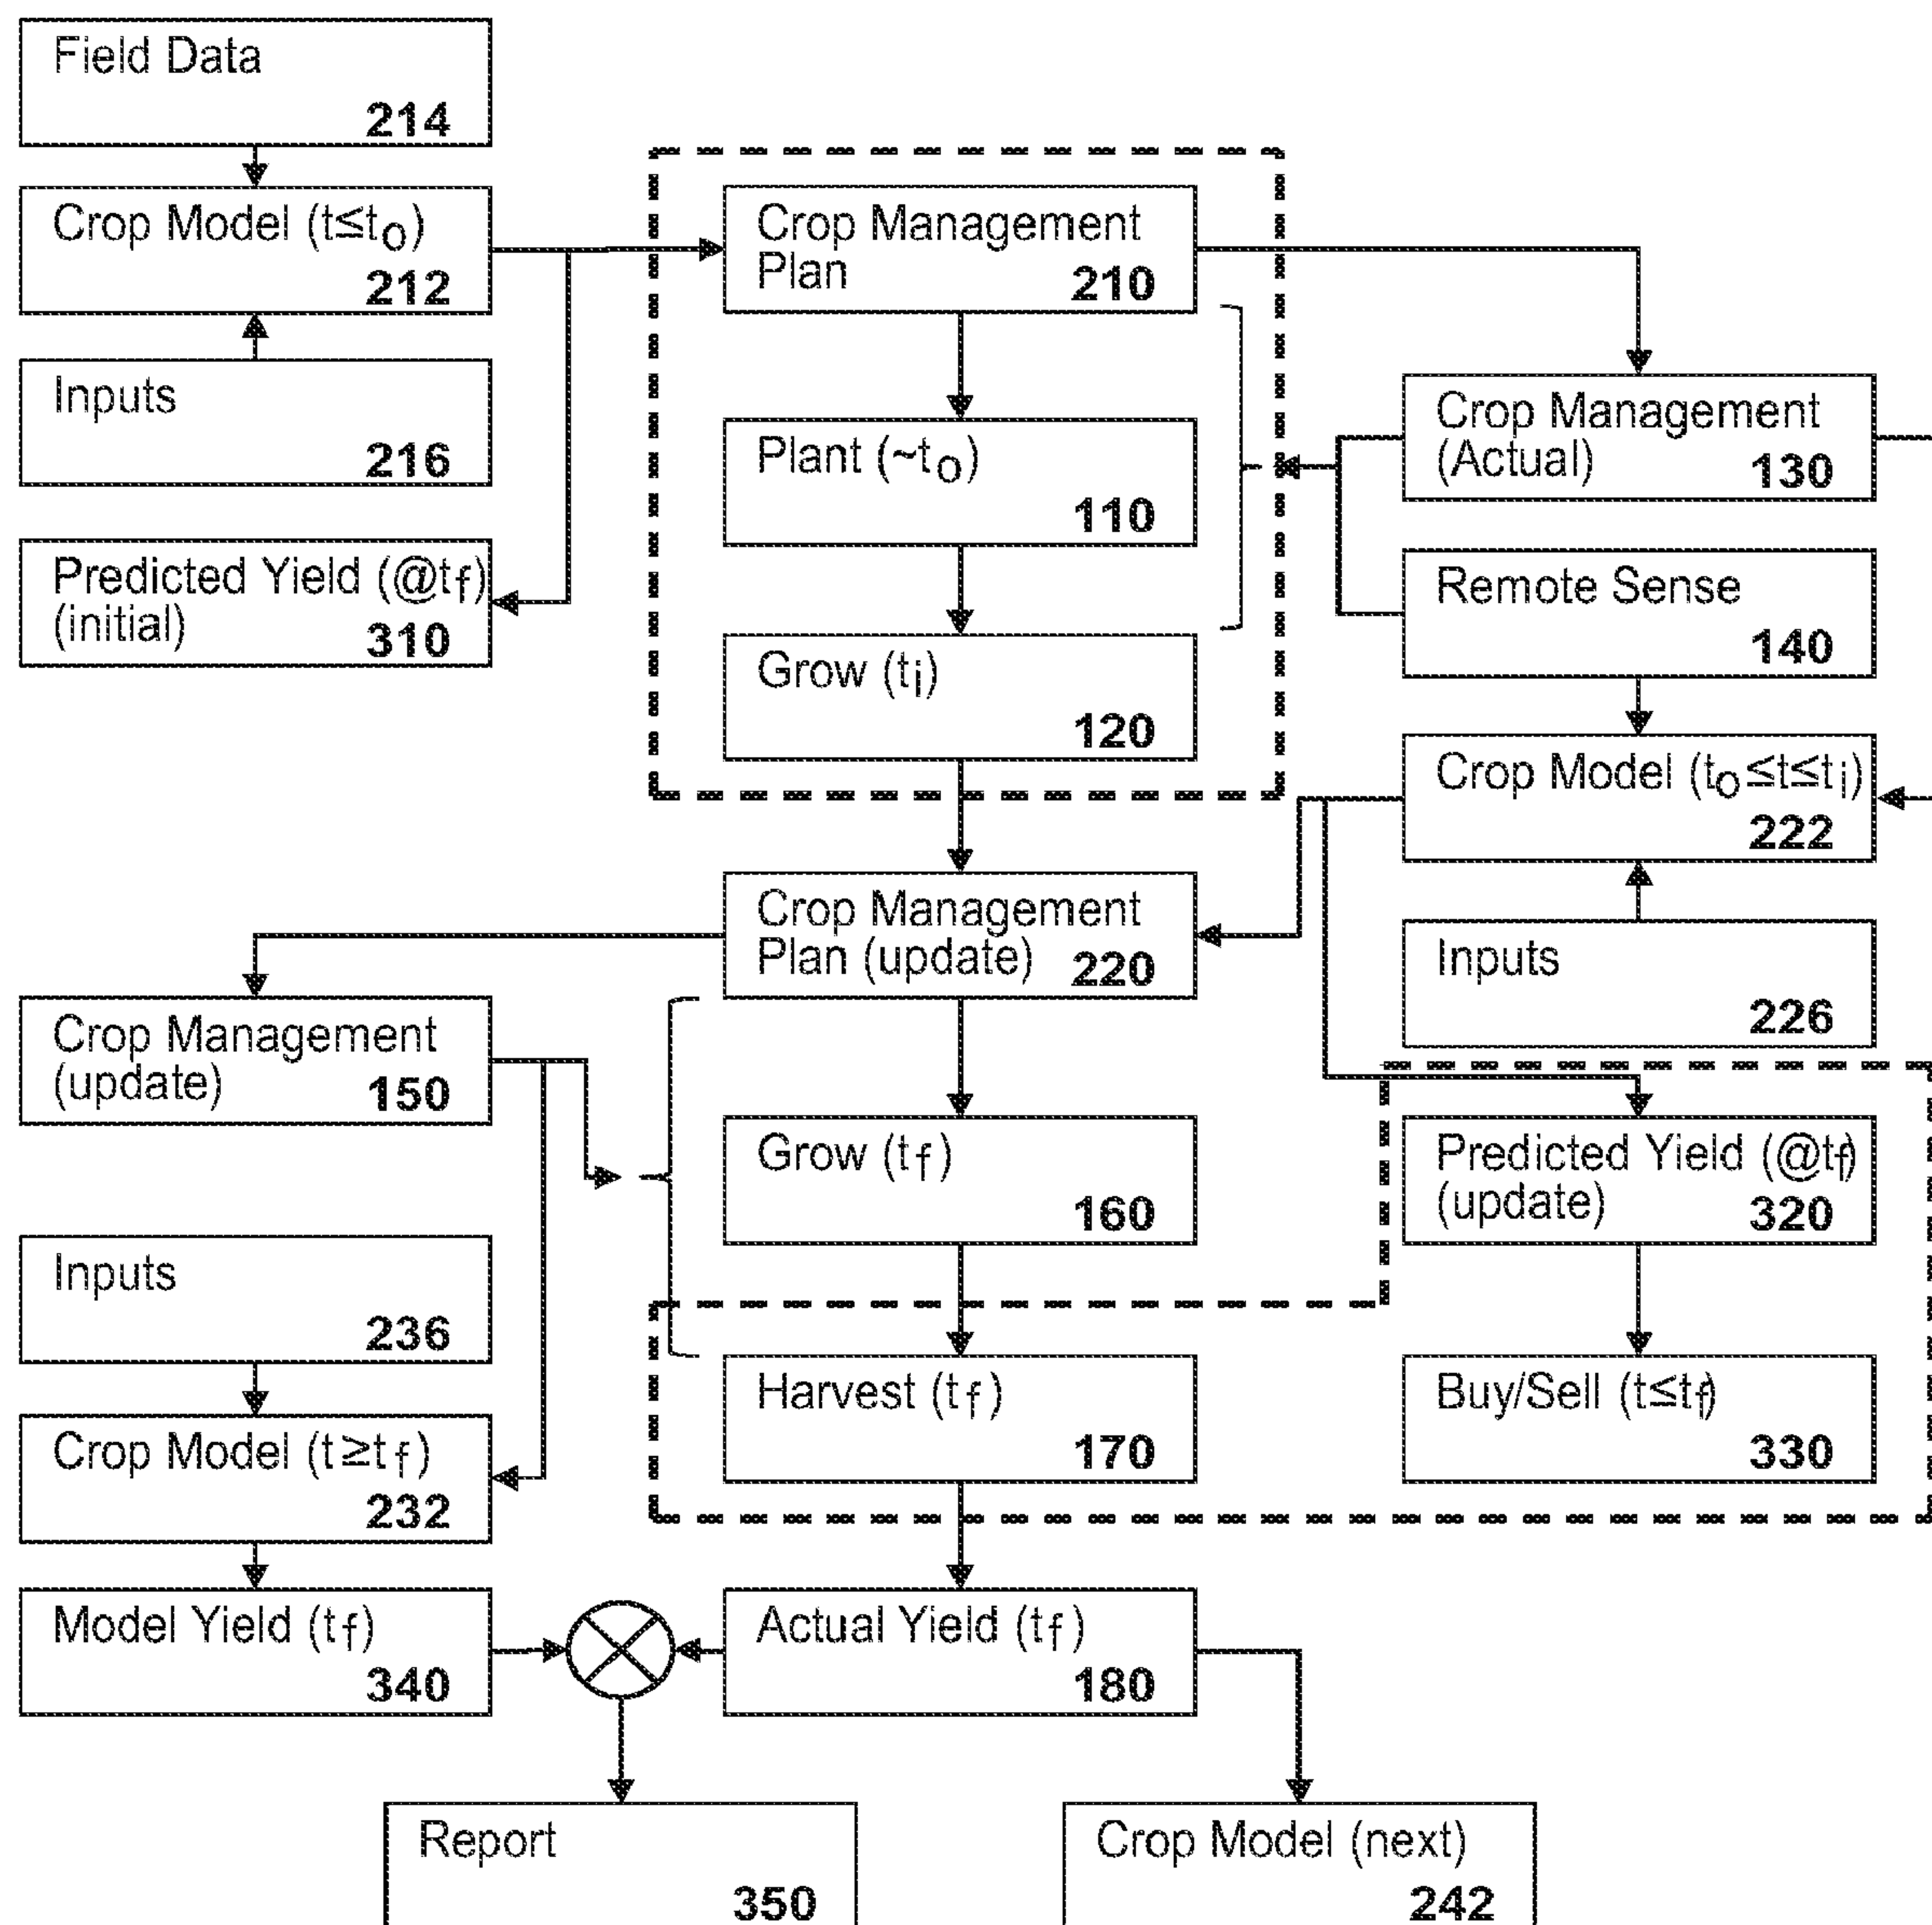 Field Data
214
Crop Model (t≤to)
212
Inputs
216
Predicted Yield (@tf)
(initial)
310
Crop Management
Plan
210
Plant (~to)
110
Grow (ti)
120
Crop Management
(Actual)
130
Remote Sense
140
Crop Model (to≤t≤ti)
222
Inputs
226
Crop Management
Plan (update)
220
Crop Management
(update)
150
Grow (tf)
160
Predicted Yield (@tf)
(update)
320
Inputs
236
Harvest (tf)
170
Buy/Sell (t≤tf)
330
Crop Model (t≥tf)
232
Model Yield (tf)
340
Actual Yield (tf)
180
Report
350
Crop Model (next)
242